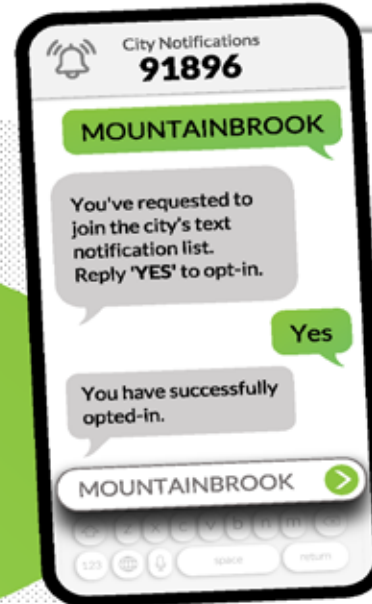 City Notifications
91896
MOUNTAINBROOK
You've requested to
join the city's text
notification list.
Reply 'YES' to opt-in.
Yes
You have successfully
opted-in.
MOUNTAINBROOK
z x c v b n m
123 space return